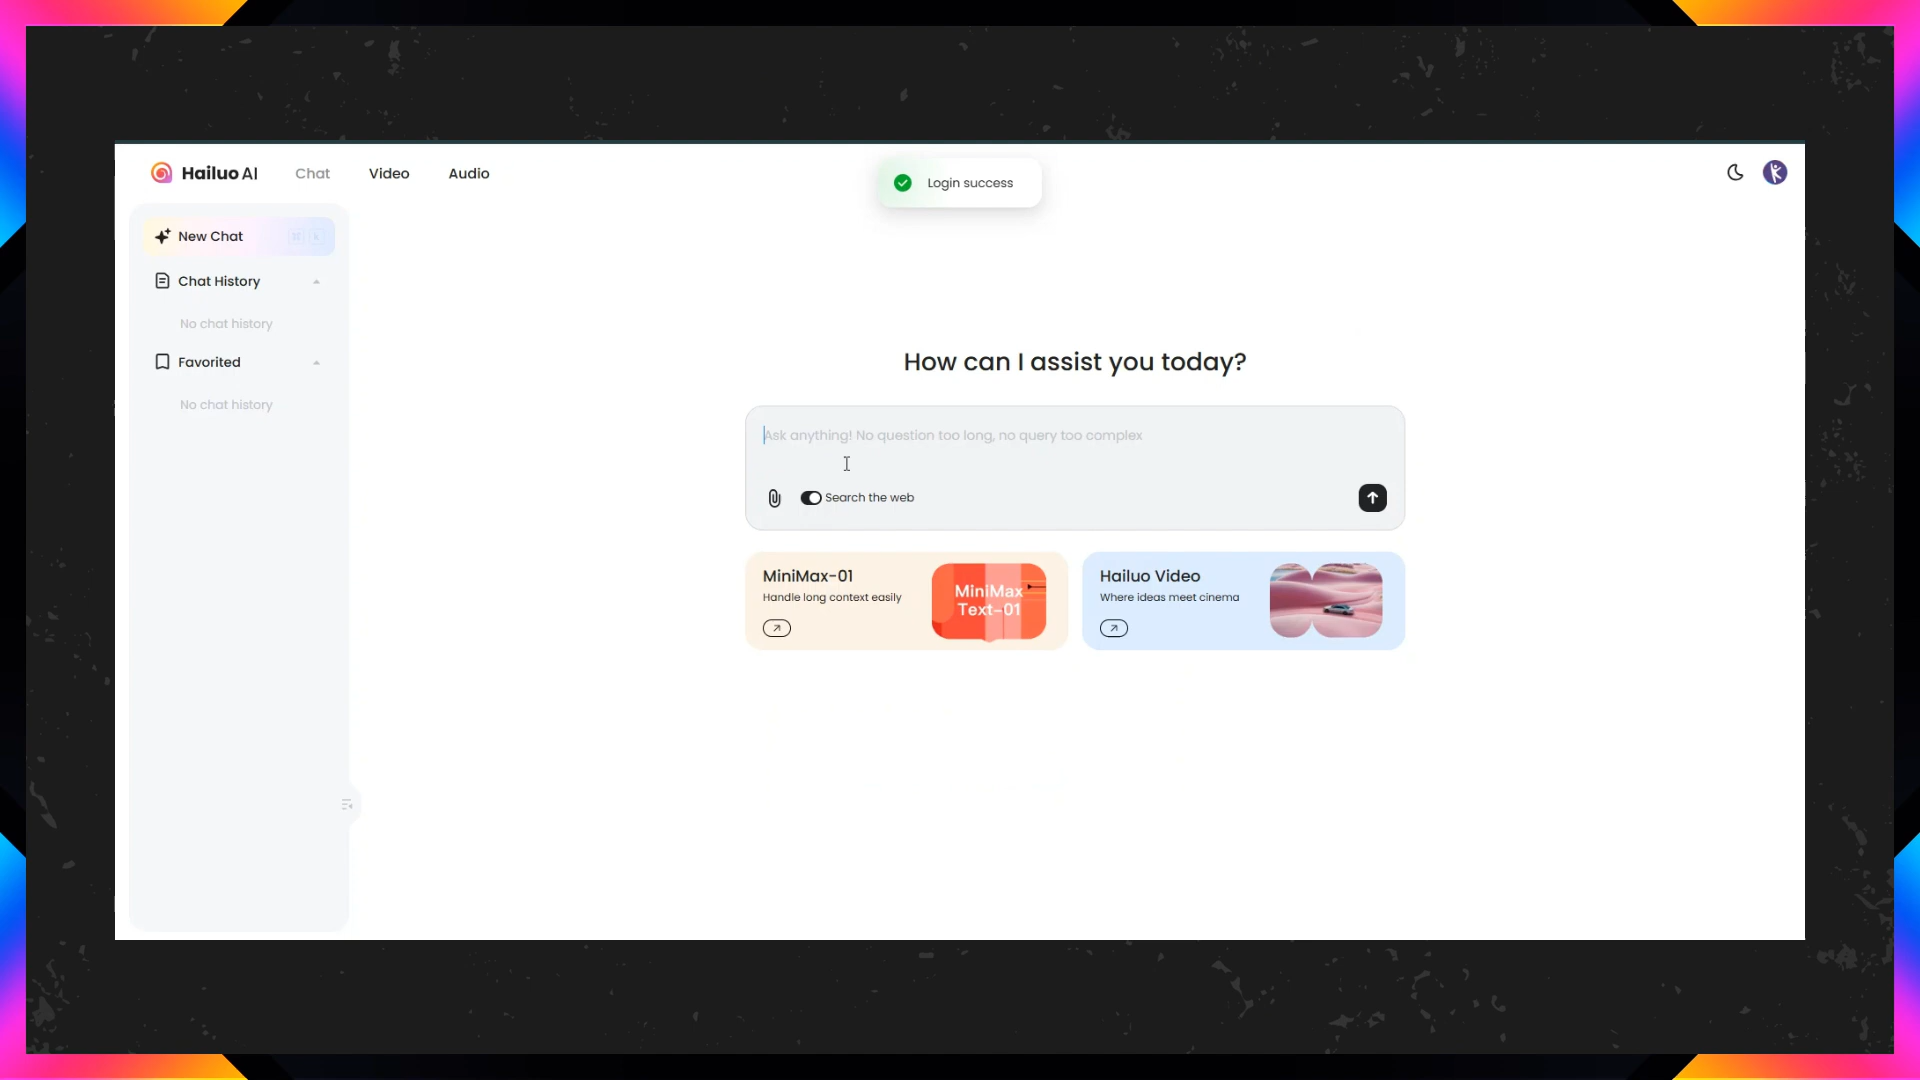 Hailuo AI
Chat
Video
Audio
Login success
New Chat
Chat History
No chat history
Favorited
No chat history
How can I assist you today?
Ask anything! No question too long, no query too complex
Search the web
MiniMax-01
Handle long context easily
MiniMax
Text-01
Hailuo Video
Where ideas meet cinema